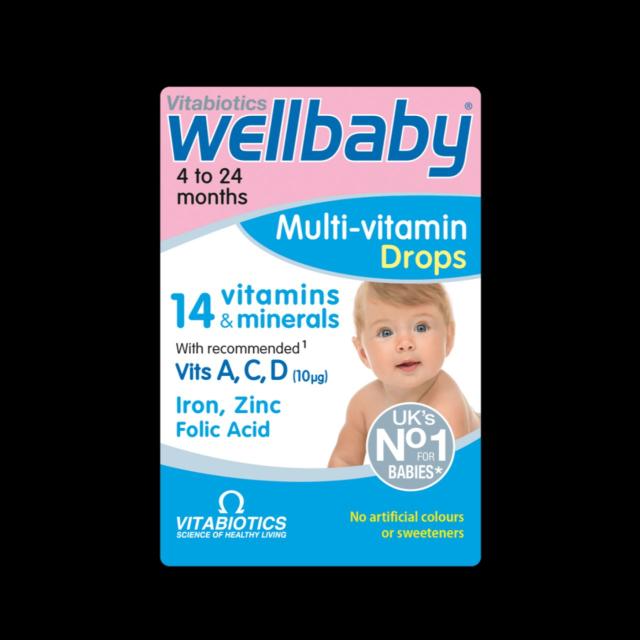 Vitabiotics
wellbaby®
4 to 24
months
Multi-vitamin
Drops
14 vitamins
& minerals
With recommended¹
Vits A, C, D (10µg)
Iron, Zinc
Folic Acid
UK's
Nº1
FOR
BABIES*
VITABIOTICS
SCIENCE OF HEALTHY LIVING
No artificial colours
or sweeteners